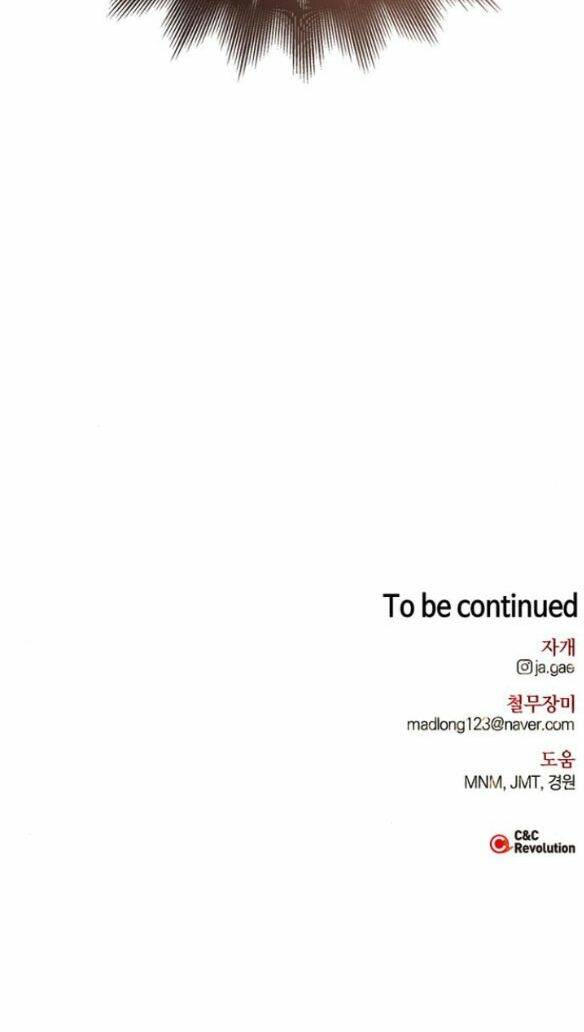 To be continued
자개
ja.gae
철무장미
madlong123@naver.com
도움
MNM, JMT, 경원
C&C
Revolution